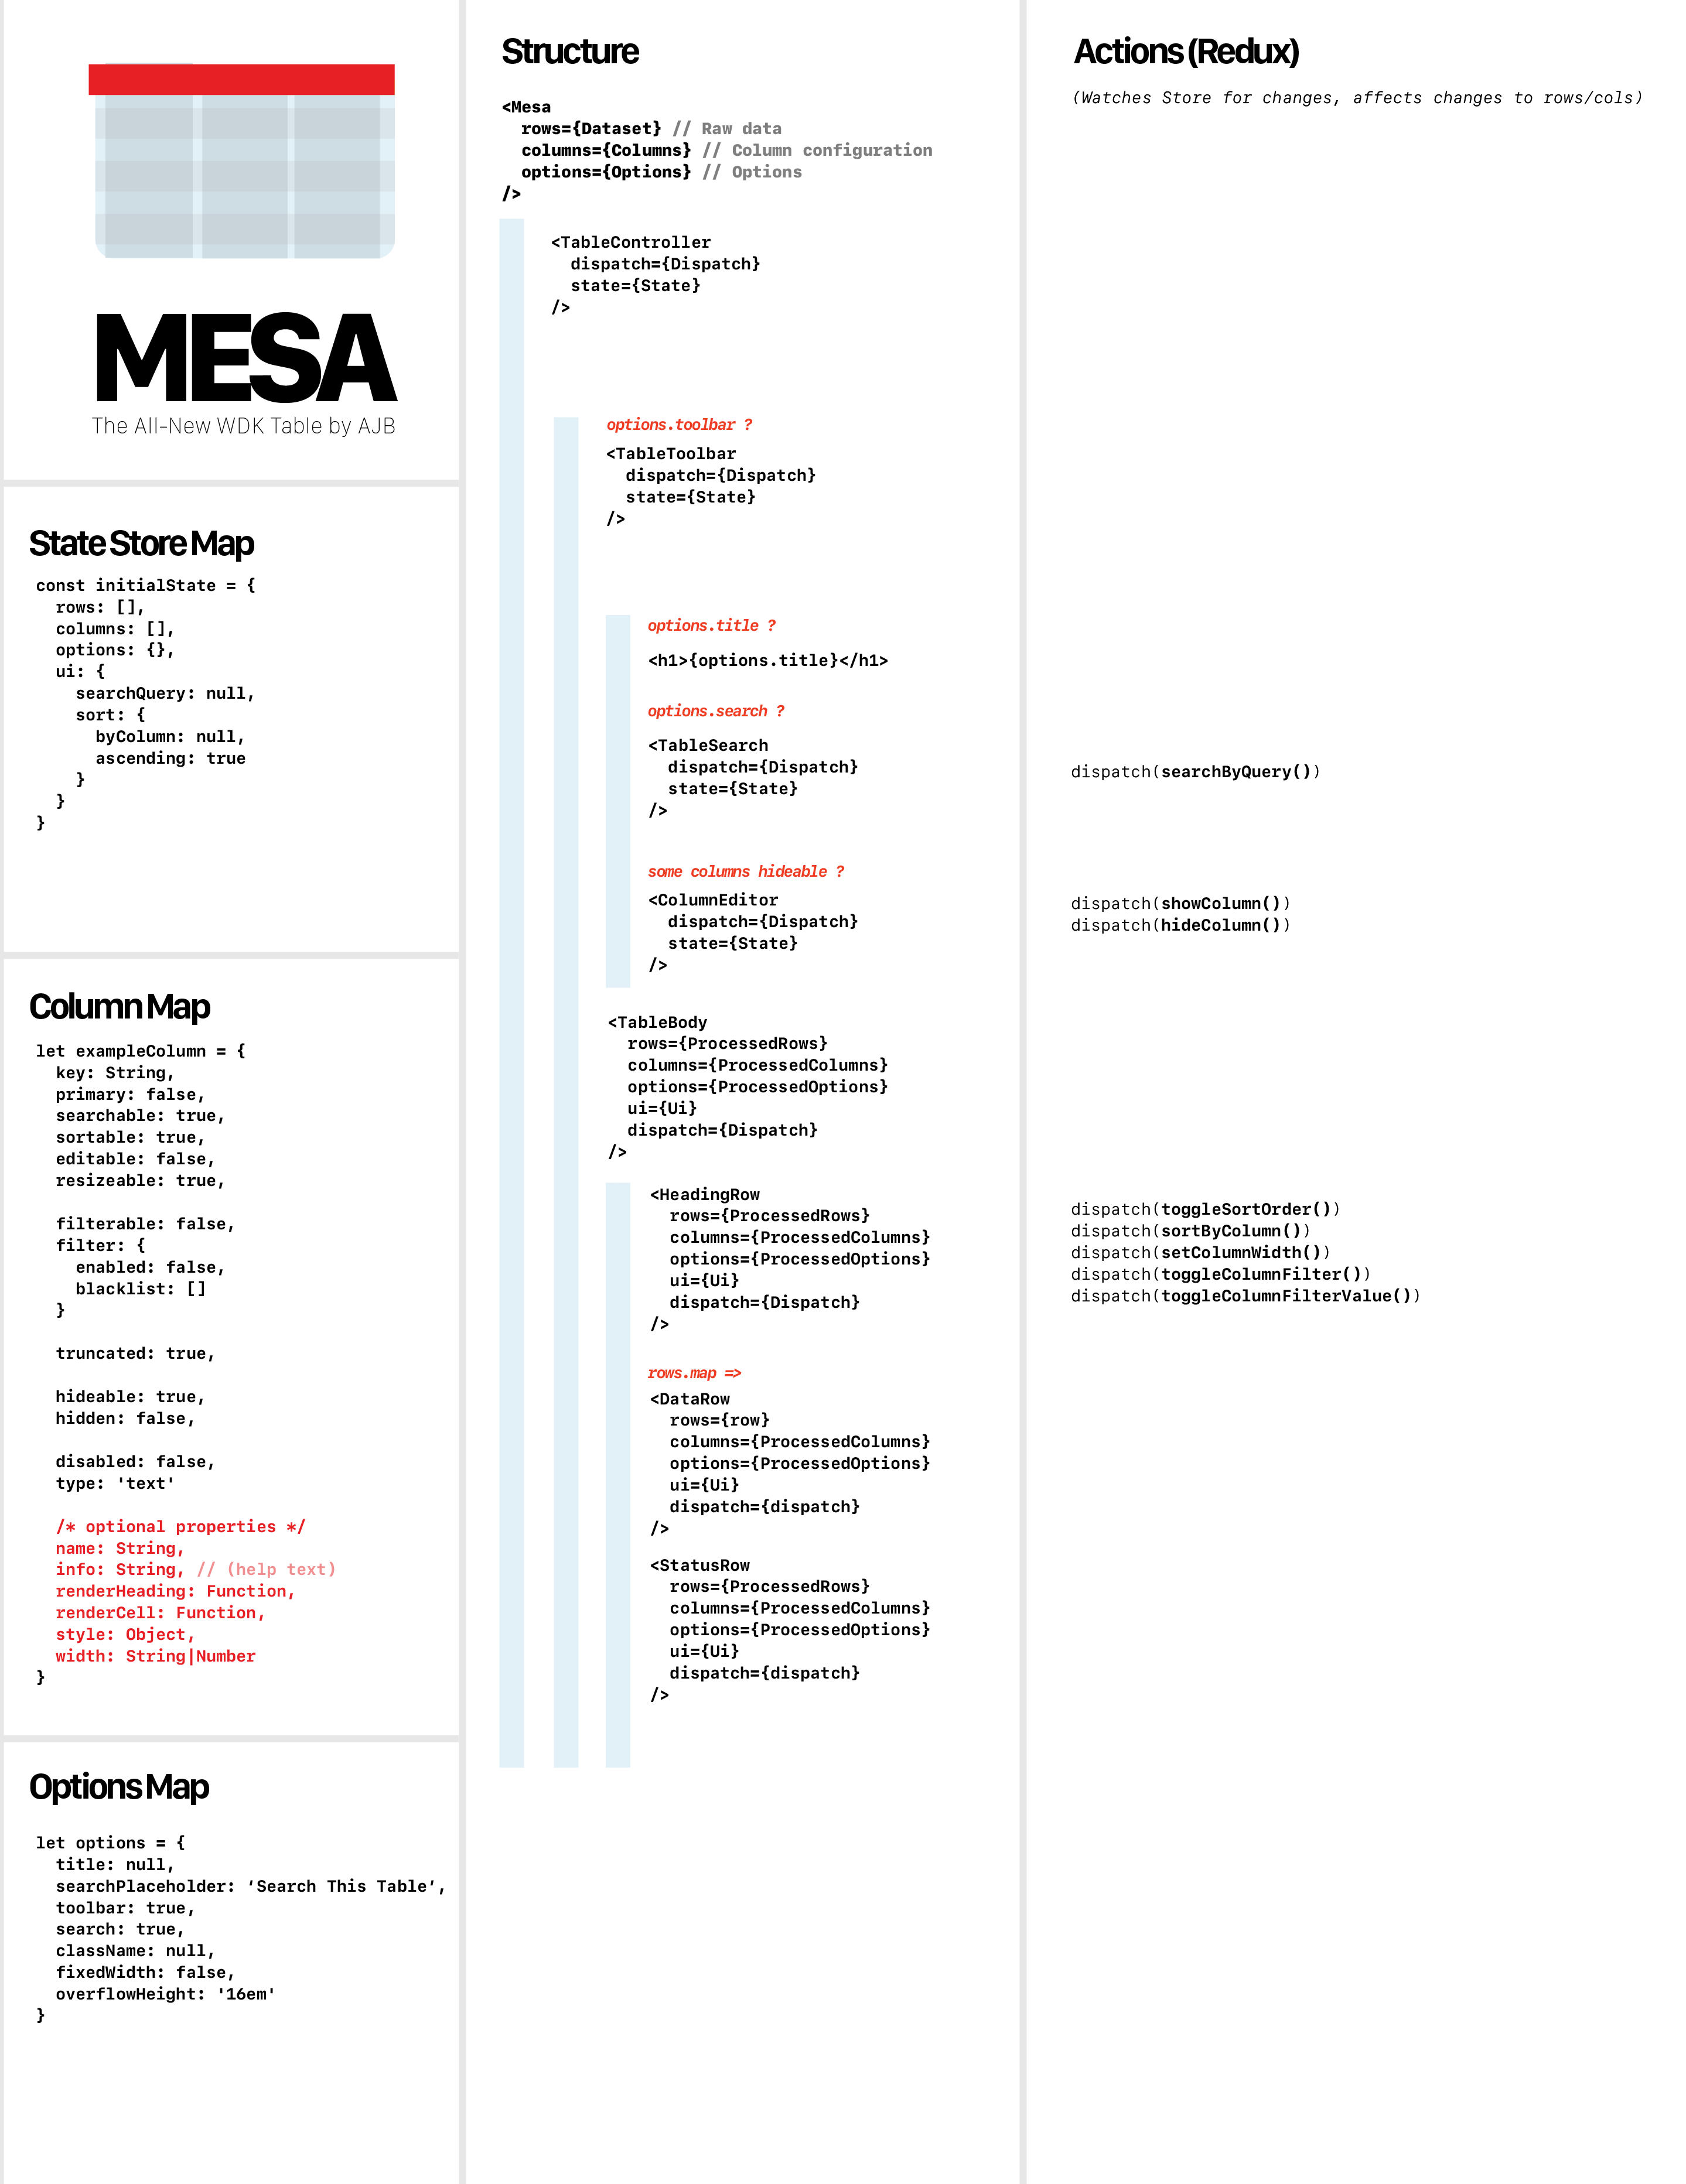 MESA
The All-New WDK Table by AJB
State Store Map
const initialState = {
  rows: [],
  columns: [],
  options: {},
  ui: {
    searchQuery: null,
    sort: {
      byColumn: null,
      ascending: true
    }
  }
}
Column Map
let exampleColumn = {
  key: String,
  primary: false,
  searchable: true,
  sortable: true,
  editable: false,
  resizeable: true,
  filterable: false,
  filter: {
    enabled: false,
    blacklist: []
  }
  truncated: true,
  hideable: true,
  hidden: false,
  disabled: false,
  type: 'text'
  /* optional properties */
  name: String,
  info: String, // (help text)
  renderHeading: Function,
  renderCell: Function,
  style: Object,
  width: String|Number
}
Options Map
let options = {
  title: null,
  searchPlaceholder: ‘Search This Table’,
  toolbar: true,
  search: true,
  className: null,
  fixedWidth: false,
  overflowHeight: '16em'
}
Structure
<Mesa
  rows={Dataset} // Raw data
  columns={Columns} // Column configuration
  options={Options} // Options
/>
<TableController
  dispatch={Dispatch}
  state={State}
/>
options.toolbar ?
<TableToolbar
  dispatch={Dispatch}
  state={State}
/>
options.title ?
<h1>{options.title}</h1>
options.search ?
<TableSearch
  dispatch={Dispatch}
  state={State}
/>
some columns hideable ?
<ColumnEditor
  dispatch={Dispatch}
  state={State}
/>
<TableBody
  rows={ProcessedRows}
  columns={ProcessedColumns}
  options={ProcessedOptions}
  ui={Ui}
  dispatch={Dispatch}
/>
<HeadingRow
  rows={ProcessedRows}
  columns={ProcessedColumns}
  options={ProcessedOptions}
  ui={Ui}
  dispatch={Dispatch}
/>
rows.map =>
<DataRow
  rows={row}
  columns={ProcessedColumns}
  options={ProcessedOptions}
  ui={Ui}
  dispatch={dispatch}
/>
<StatusRow
  rows={ProcessedRows}
  columns={ProcessedColumns}
  options={ProcessedOptions}
  ui={Ui}
  dispatch={dispatch}
/>
Actions (Redux)
(Watches Store for changes, affects changes to rows/cols)
dispatch(searchByQuery())
dispatch(showColumn())
dispatch(hideColumn())
dispatch(toggleSortOrder())
dispatch(sortByColumn())
dispatch(setColumnWidth())
dispatch(toggleColumnFilter())
dispatch(toggleColumnFilterValue())